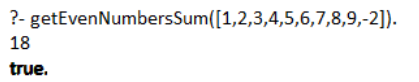 ?- getEvenNumbersSum([1,2,3,4,5,6,7,8,9,-2]).
18
true.